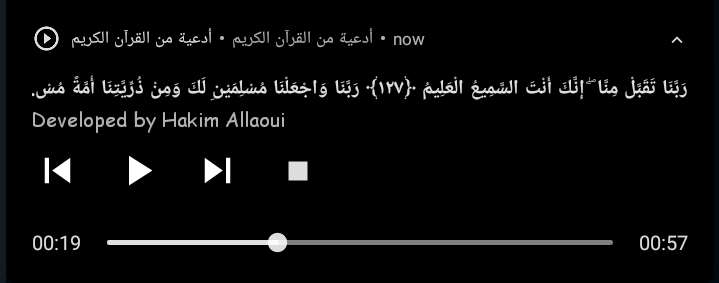 أدعية من القرآن الكريم • أدعية من القرآن الكريم • now
رَبَّنَا تَقَبَّلْ مِنَّا ۖ إِنَّكَ أَنْتَ السَّمِيعُ الْعَلِيمُ ﴿١٢٧﴾ رَبَّنَا وَاجْعَلْنَا مُسْلِمَيْنِ لَكَ وَمِنْ ذُرِّيَّتِنَا أُمَّةً مُسْ..
Developed by Hakim Allaoui
00:19 00:57